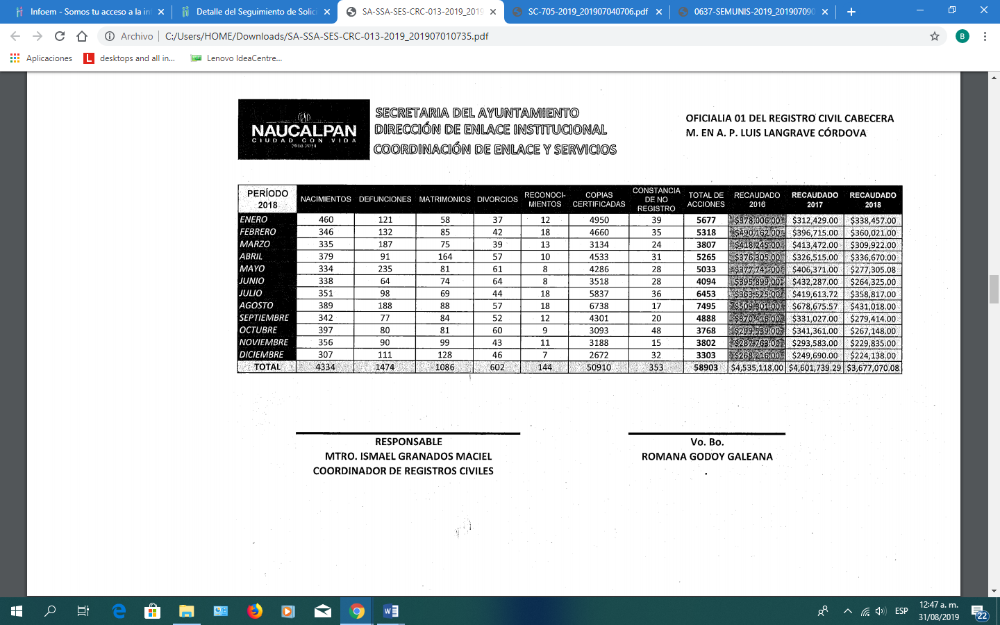 Infoem - Somos tu acceso a la in
Detalle del Seguimiento de Solici
SA-SSA-SES-CRC-013-2019_2019
SC-705-2019_201907040706.pdf
0637-SEMUNIS-2019_201907090
Archivo
C:/Users/HOME/Downloads/SA-SSA-SES-CRC-013-2019_201907010735.pdf
B
Aplicaciones
desktops and all in...
Lenovo IdeaCentre...
NAUCALPAN
CIUDAD CON VIDA
2016 2018
SECRETARIA DEL AYUNTAMIENTO
DIRECCIÓN DE ENLACE INSTITUCIONAL
COORDINACIÓN DE ENLACE Y SERVICIOS
OFICIALIA 01 DEL REGISTRO CIVIL CABECERA
M. EN A. P. LUIS LANGRAVE CÓRDOVA
PERÍODO 2018 NACIMIENTOS DEFUNCIONES MATRIMONIOS DIVORCIOS RECONOCI-MIENTOS COPIAS CERTIFICADAS CONSTANCIA DE NO REGISTRO TOTAL DE ACCIONES RECAUDADO 2016 RECAUDADO 2017 RECAUDADO 2018
ENERO 460 121 58 37 12 4950 39 5677 $378,006.00 $312,429.00 $338,457.00
FEBRERO 346 132 85 42 18 4660 35 5318 $490,162.00 $396,715.00 $360,021.00
MARZO 335 187 75 39 13 3134 24 3807 $418,245.00 $413,472.00 $309,922.00
ABRIL 379 91 164 57 10 4533 31 5265 $376,305.00 $326,515.00 $336,670.00
MAYO 334 235 81 61 8 4286 28 5033 $377,741.00 $406,371.00 $277,305.08
JUNIO 338 64 74 64 8 3518 28 4094 $395,899.00 $432,287.00 $264,325.00
JULIO 351 98 69 44 18 5837 36 6453 $363,525.00 $419,613.72 $358,817.00
AGOSTO 389 188 88 57 18 6738 17 7495 $509,301.00 $678,675.57 $431,018.00
SEPTIEMBRE 342 77 84 52 12 4301 20 4888 $370,416.00 $331,027.00 $279,414.00
OCTUBRE 397 80 81 60 9 3093 48 3768 $299,539.00 $341,361.00 $267,148.00
NOVIEMBRE 356 90 99 43 11 3188 15 3802 $287,763.00 $293,583.00 $229,835.00
DICIEMBRE 307 111 128 46 7 2672 32 3303 $268,216.00 $249,690.00 $224,138.00
TOTAL 4334 1474 1086 602 144 50910 353 58903 $4,535,118.00 $4,601,739.29 $3,677,070.08
RESPONSABLE
MTRO. ISMAEL GRANADOS MACIEL
COORDINADOR DE REGISTROS CIVILES
Vo. Bo.
ROMANA GODOY GALEANA
ESP
12:47 a. m.
31/08/2019
22